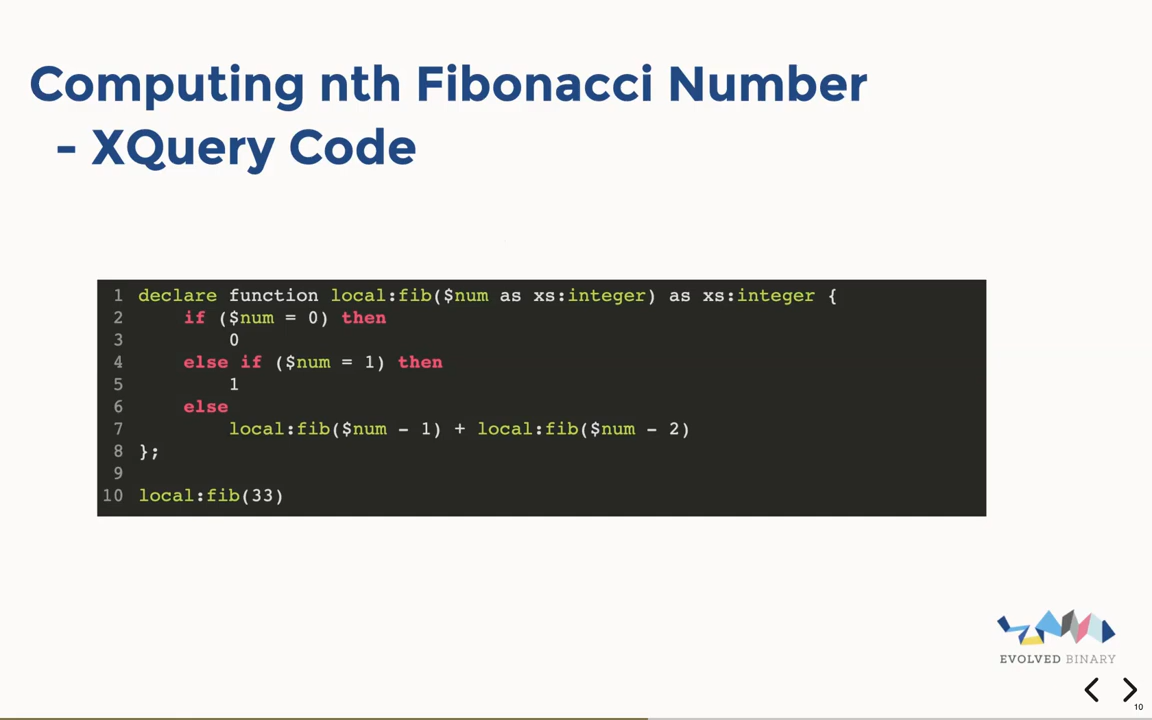 Computing nth Fibonacci Number
- XQuery Code
1 declare function local:fib($num as xs:integer) as xs:integer {
2     if ($num = 0) then
3         0
4     else if ($num = 1) then
5         1
6     else
7         local:fib($num - 1) + local:fib($num - 2)
8 };
9
10 local:fib(33)
EVOLVED BINARY
10